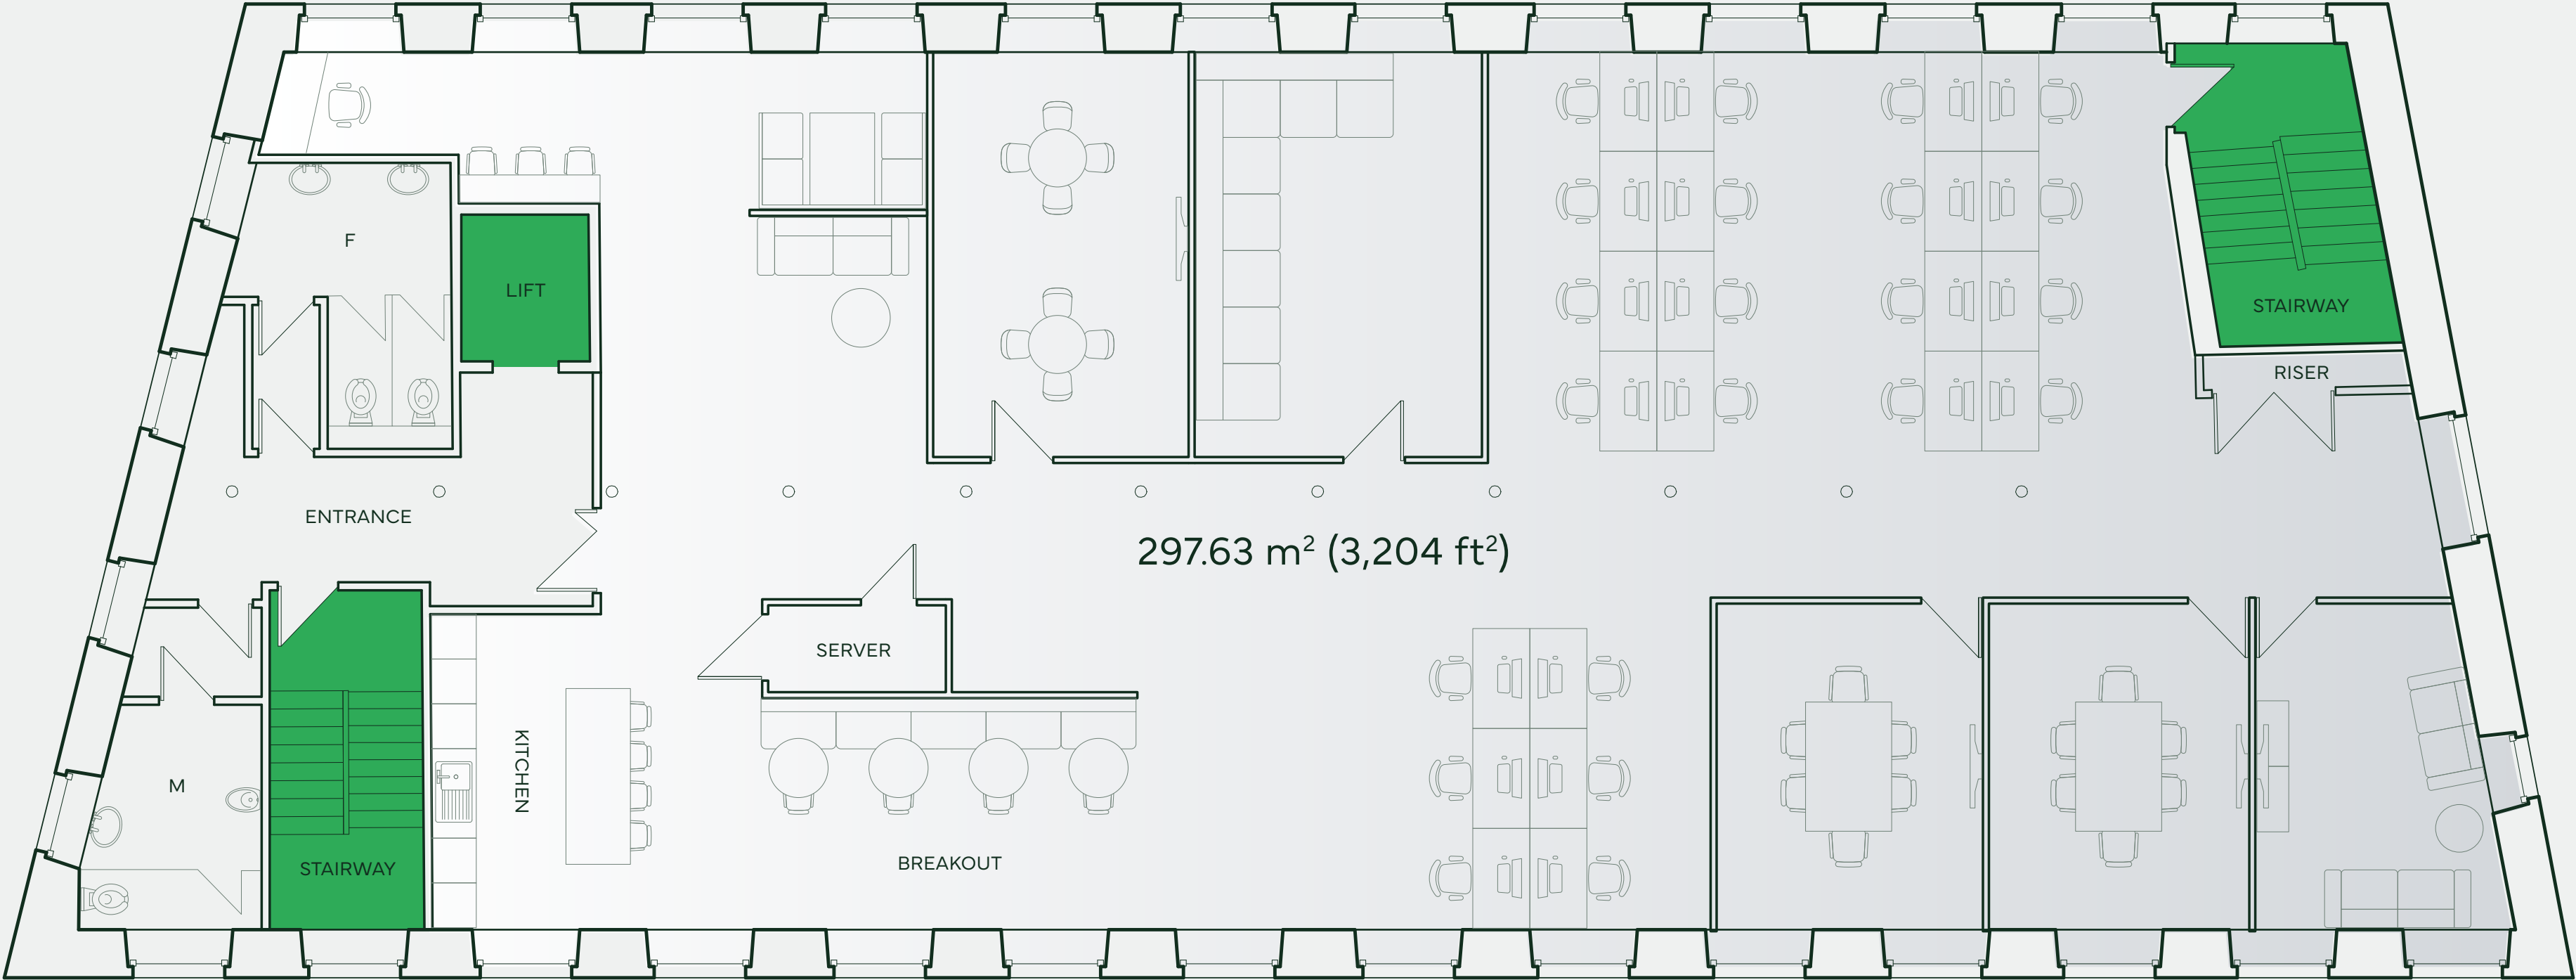 F
LIFT
STAIRWAY
RISER
ENTRANCE
297.63 m² (3,204 ft²)
SERVER
KITCHEN
M
BREAKOUT
STAIRWAY